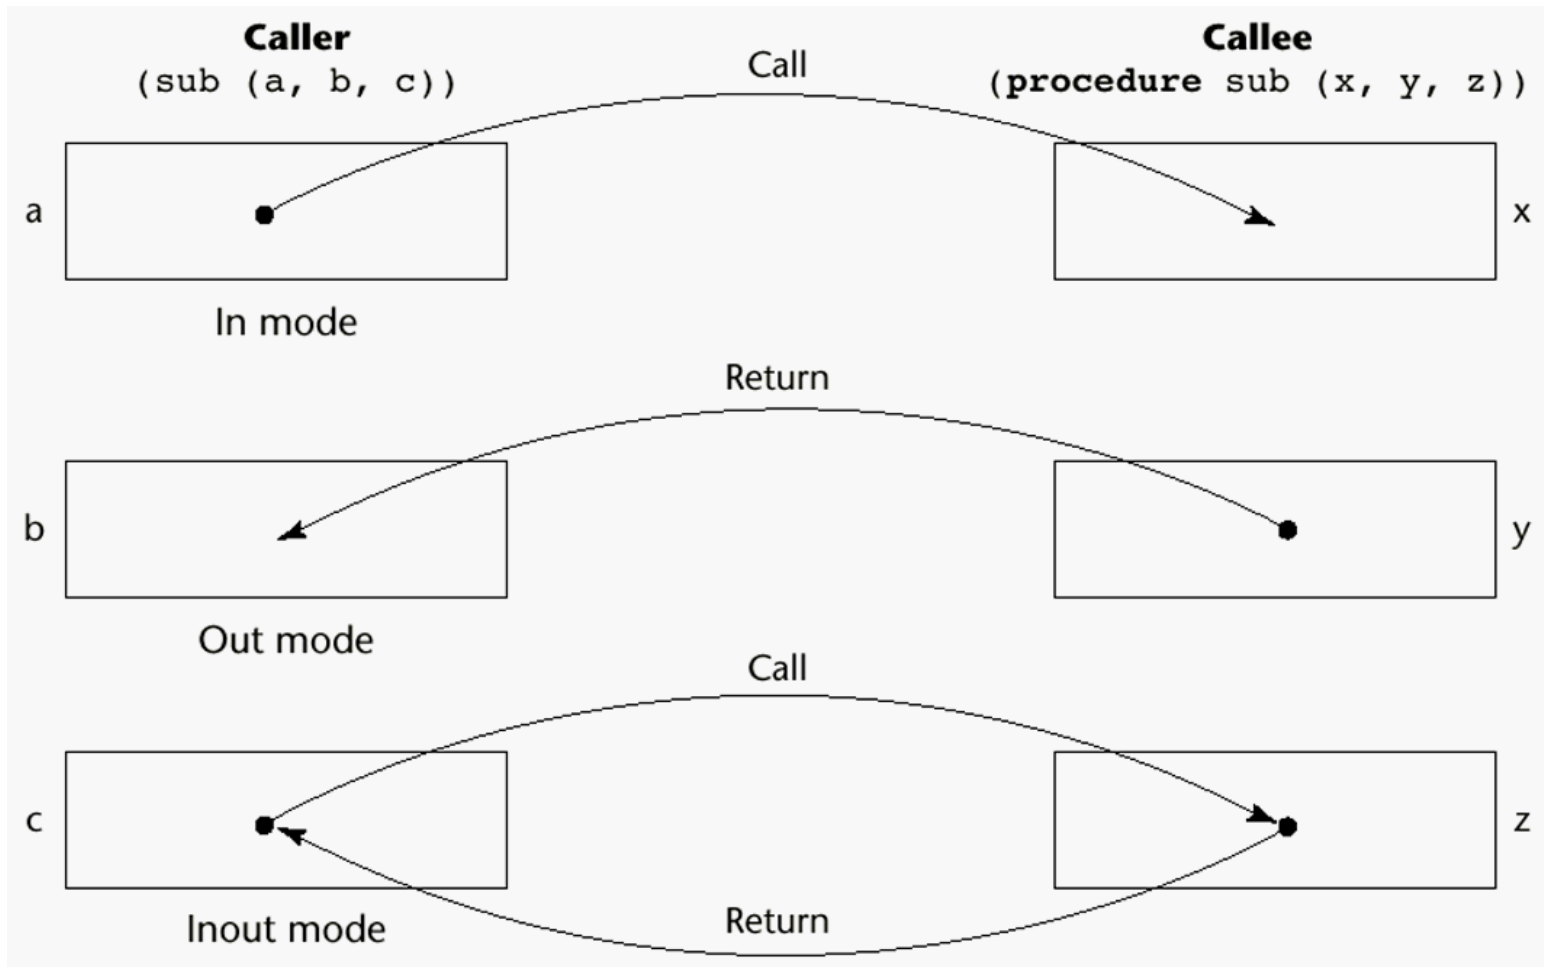 Caller
Callee
(sub (a, b, c))
Call
(procedure sub (x, y, z))
a
x
In mode
Return
b
y
Out mode
Call
c
z
Inout mode
Return